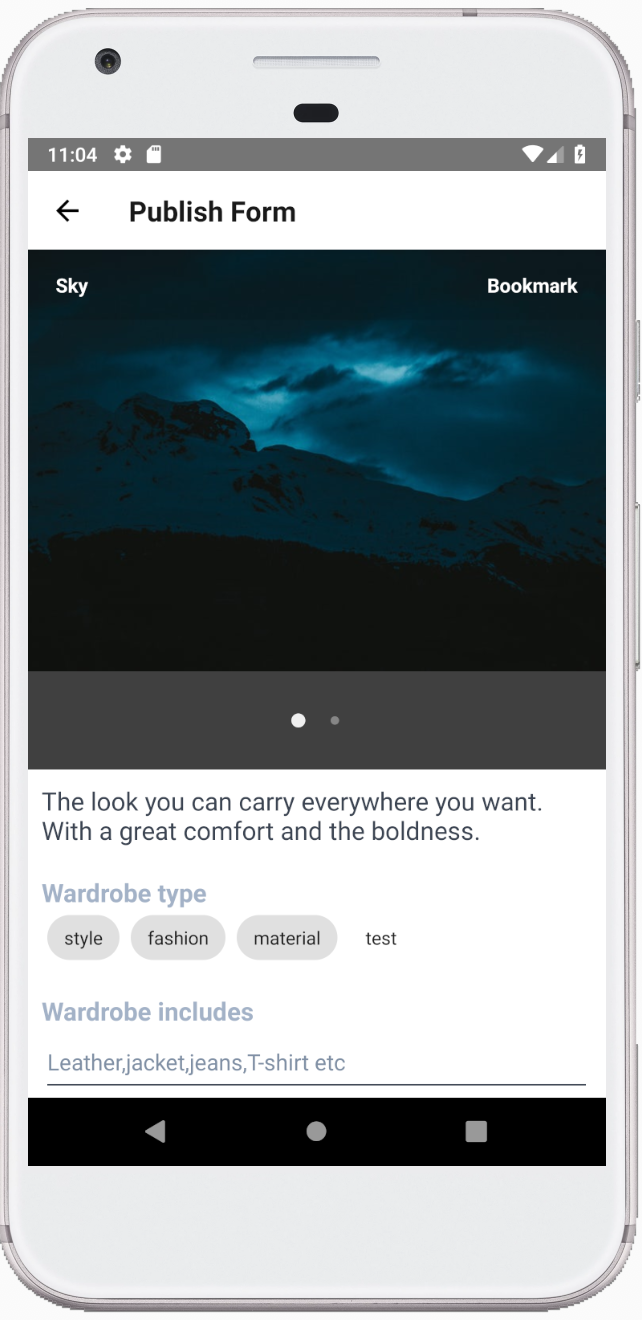 11:04
Publish Form
Sky Bookmark
The look you can carry everywhere you want.
With a great comfort and the boldness.
Wardrobe type
style fashion material test
Wardrobe includes
Leather,jacket,jeans,T-shirt etc